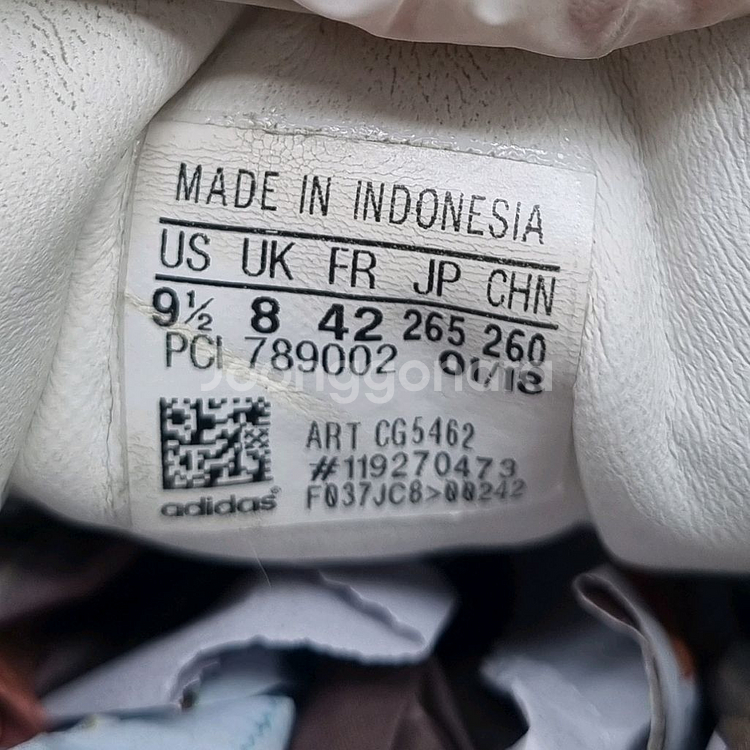 MADE IN INDONESIA
US UK FR JP CHN
9½ 8 42 265 260
PCI 789002 01/18
Joonggonara
ART CG5462
#119270473
F037JC8>00242
adidas